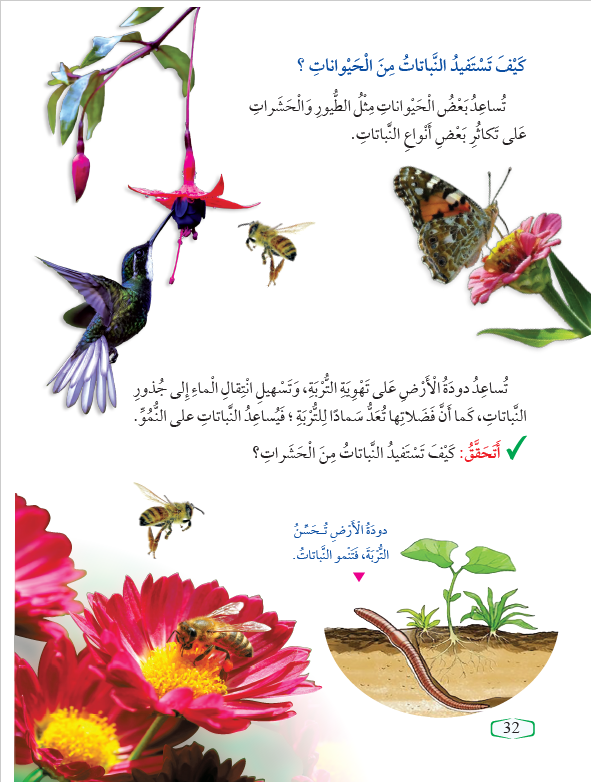 كَيْفَ تَسْتَفيدُ النَّباتاتُ مِنَ الْحَيْواناتِ ؟
تُساعِدُ بَعْضُ الْحَيْواناتِ مِثْلُ الطُّيورِ وَالْحَشَراتِ
عَلى تَكاثُرِ بَعْضِ أَنْواعِ النَّباتاتِ.
تُساعِدُ دودَةُ الْأَرْضِ عَلى تَهْوِيَةِ التُّرْبَةِ، وَتَسْهيلِ انْتِقالِ الْماءِ إِلى جُذورِ
النَّباتاتِ، كَما أَنَّ فَضَلاتِها تُعَدُّ سَمادًا لِلتُّرْبَةِ ؛ فَيُساعِدُ النَّباتاتِ على النُّمُوِّ.
أَتَحَقَّقُ: كَيْفَ تَسْتَفيدُ النَّباتاتُ مِنَ الْحَشَراتِ؟
دودَةُ الْأَرْضِ تُـحَسِّنُ
التُّرْبَةَ، فَتَنْمو النَّباتاتُ.
32